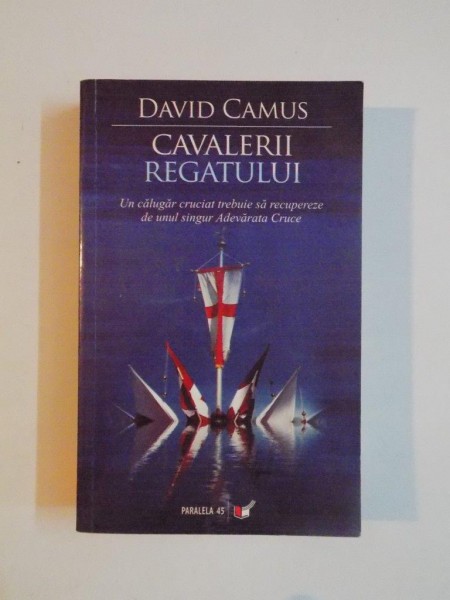 DAVID CAMUS
CAVALERII
REGATULUI
Un călugăr cruciat trebuie să recupereze
de unul singur Adevărata Cruce
PARALELA 45